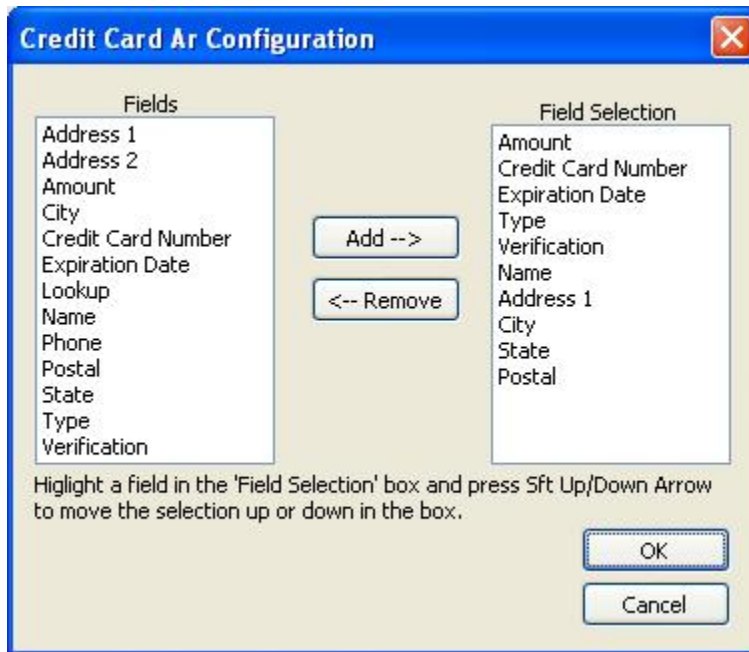 Credit Card Ar Configuration
Fields
Address 1
Address 2
Amount
City
Credit Card Number
Expiration Date
Lookup
Name
Phone
Postal
State
Type
Verification
Add -->
<-- Remove
Field Selection
Amount
Credit Card Number
Expiration Date
Type
Verification
Name
Address 1
City
State
Postal
Higlight a field in the 'Field Selection' box and press Sft Up/Down Arrow
to move the selection up or down in the box.
OK
Cancel